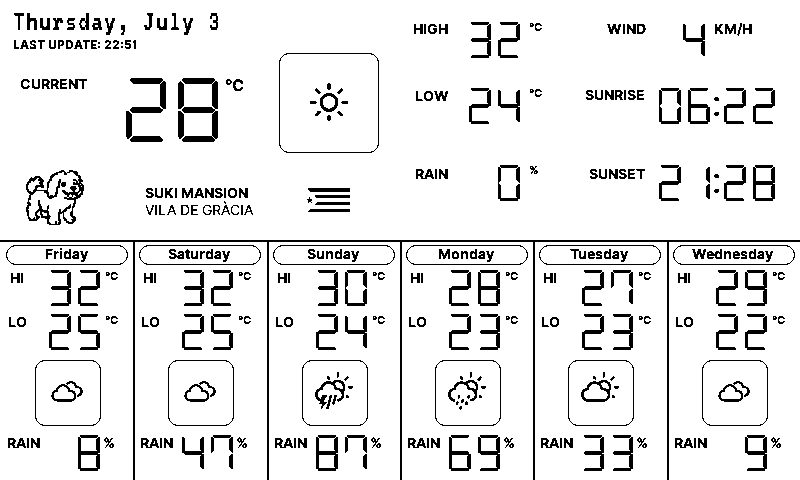 Thursday, July 3
LAST UPDATE: 22:51
CURRENT 28 °C
HIGH 32 °C
WIND 4 KM/H
LOW 24 °C
SUNRISE 06:22
RAIN 0 %
SUNSET 21:28
SUKI MANSION
VILA DE GRÀCIA
Friday
HI 32 °C
LO 25 °C
RAIN 8 %
Saturday
HI 32 °C
LO 25 °C
RAIN 47 %
Sunday
HI 30 °C
LO 24 °C
RAIN 87 %
Monday
HI 28 °C
LO 23 °C
RAIN 69 %
Tuesday
HI 27 °C
LO 23 °C
RAIN 33 %
Wednesday
HI 29 °C
LO 22 °C
RAIN 9 %